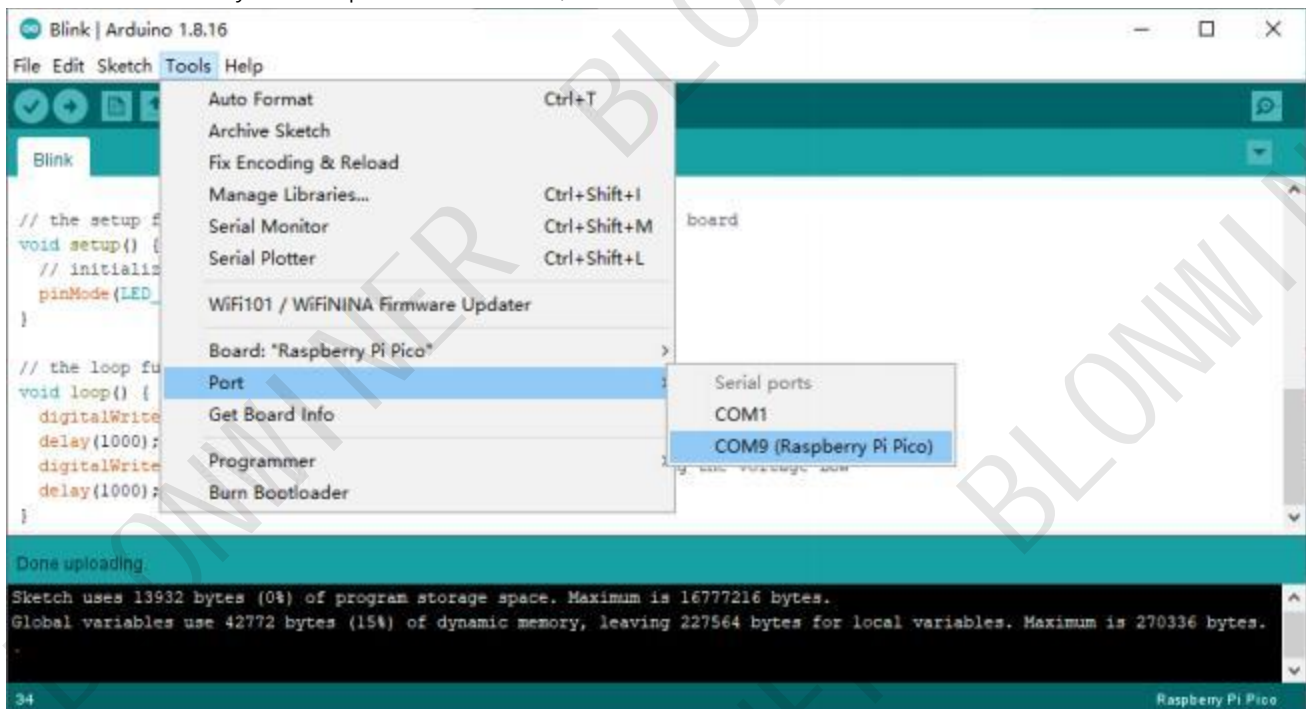 Blink | Arduino 1.8.16
File Edit Sketch Tools Help
Auto Format Ctrl+T
Archive Sketch
Blink
Fix Encoding & Reload
Manage Libraries... Ctrl+Shift+I
// the setup f board
Serial Monitor Ctrl+Shift+M
void setup() {
Serial Plotter Ctrl+Shift+L
// initializ
pinMode(LED_
WiFi101 / WiFiNINA Firmware Updater
}
Board: "Raspberry Pi Pico" >
// the loop fu
Port
Serial ports
void loop() {
Get Board Info
COM1
digitalWrite
delay(1000);
COM9 (Raspberry Pi Pico)
Programmer
digitalWrite
delay(1000);
Burn Bootloader
}
Done uploading.
Sketch uses 13932 bytes (0%) of program storage space. Maximum is 16777216 bytes.
Global variables use 42772 bytes (15%) of dynamic memory, leaving 227564 bytes for local variables. Maximum is 270336 bytes.
.
34 Raspberry Pi Pico
BLONWINNER